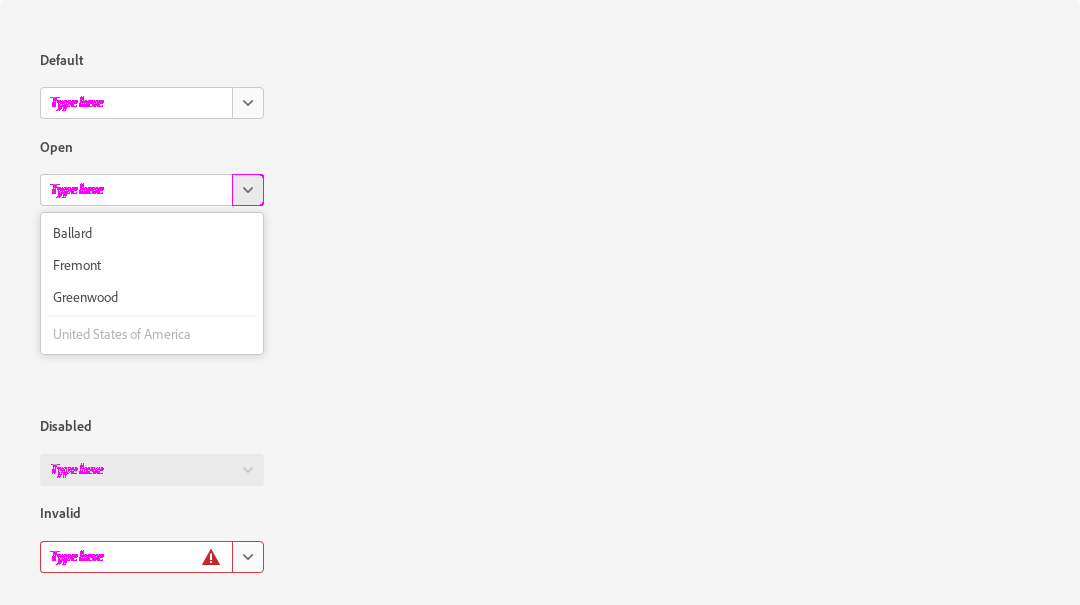 Default
Type here
Open
Type here
Ballard
Fremont
Greenwood
United States of America
Disabled
Type here
Invalid
Type here